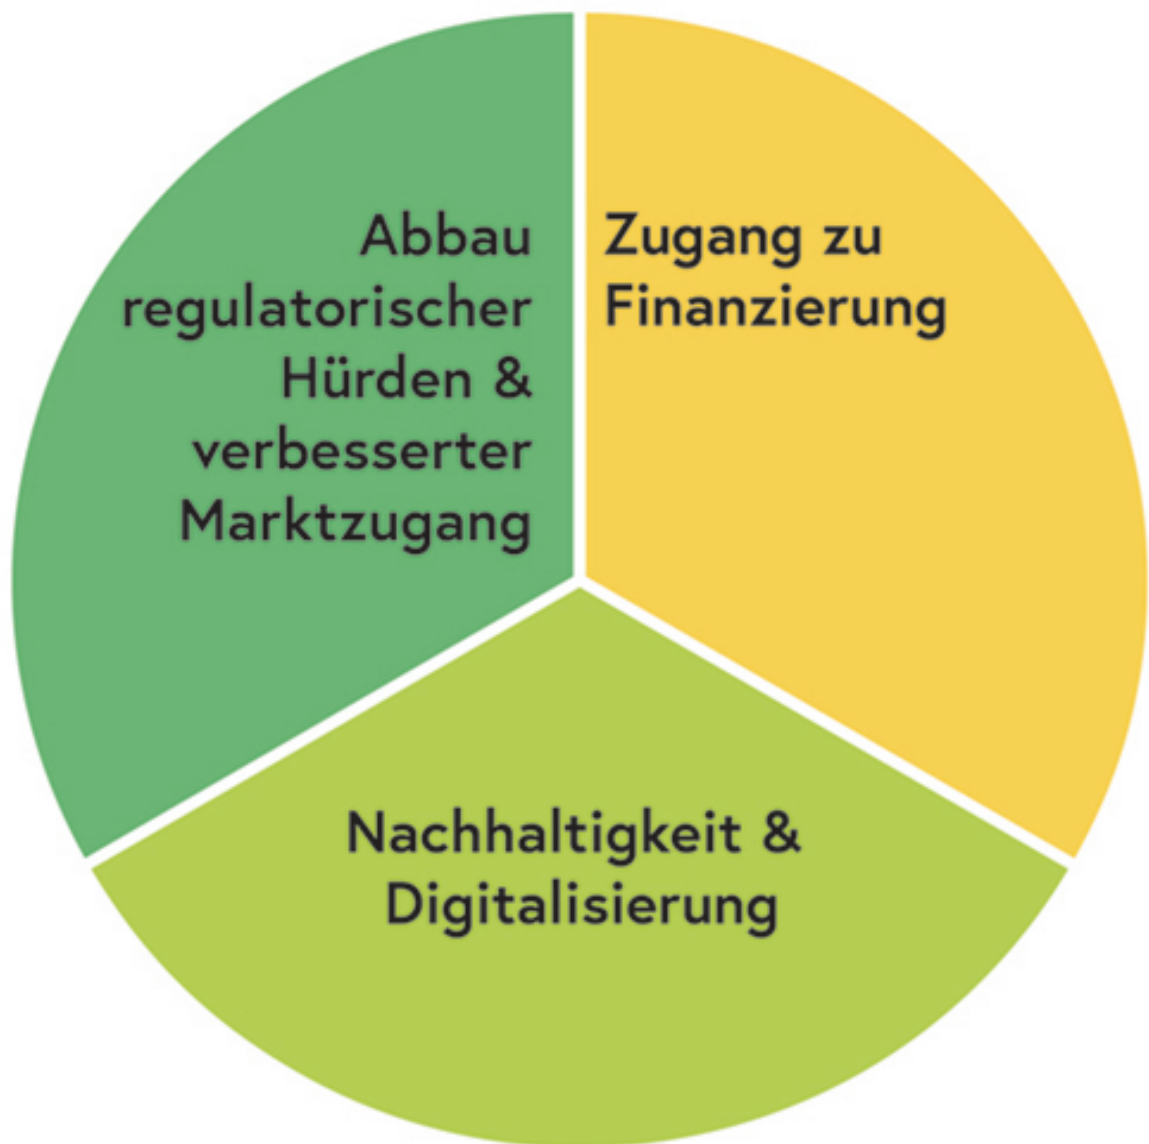 Abbau
regulatorischer
Hürden &
verbesserter
Marktzugang
Zugang zu
Finanzierung
Nachhaltigkeit &
Digitalisierung